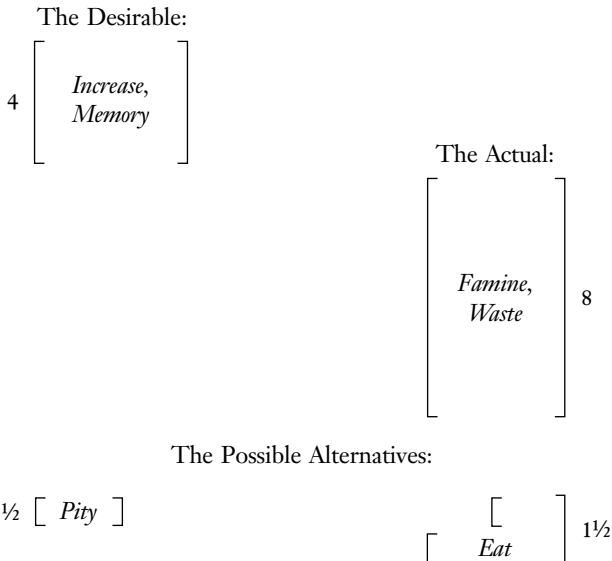 The Desirable:
4 Increase,
Memory
The Actual:
Famine,
Waste 8
The Possible Alternatives:
½ Pity
1½
Eat